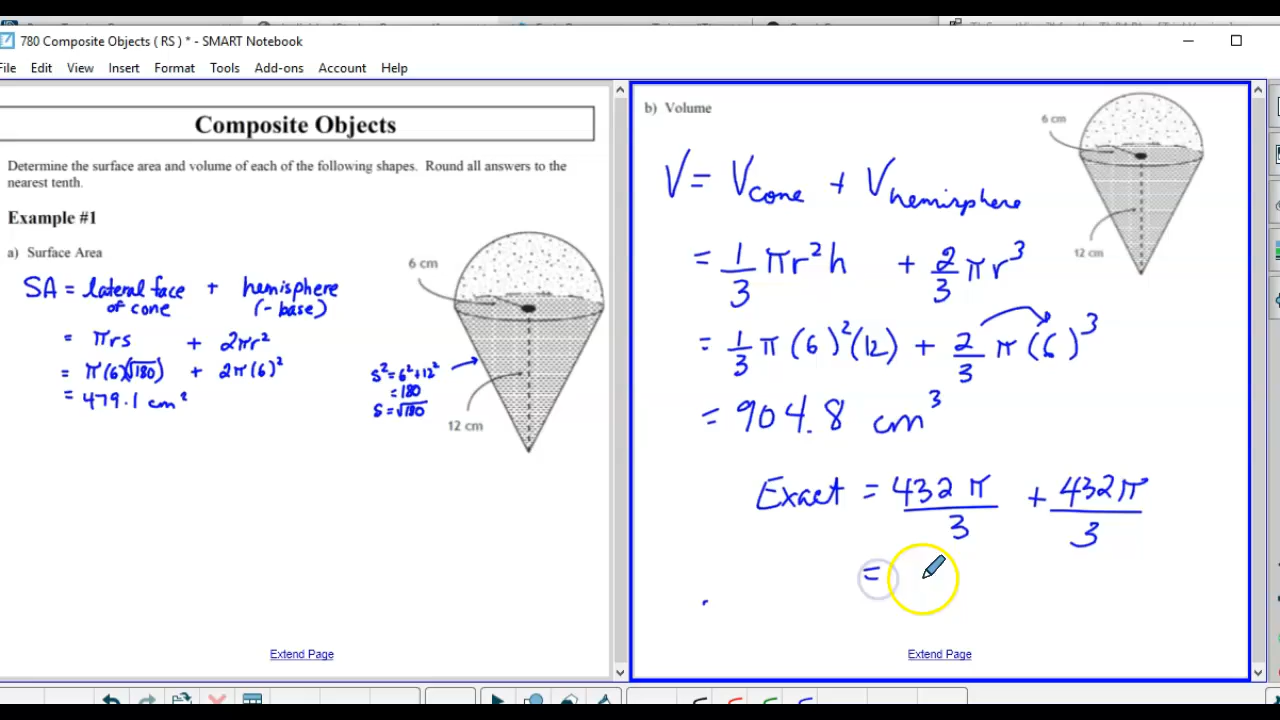 780 Composite Objects ( RS ) * - SMART Notebook
File Edit View Insert Format Tools Add-ons Account Help
Composite Objects
Determine the surface area and volume of each of the following shapes. Round all answers to the
nearest tenth.
Example #1
a) Surface Area
SA = lateral face of cone + hemisphere (- base)
= πrs + 2πr²
= π(6)(√180) + 2π(6)²
= 479.1 cm²
6 cm
s² = 6² + 12²
= 180
s = √180
12 cm
Extend Page
b) Volume
6 cm
12 cm
V = V cone + V hemisphere
= 1/3 πr²h + 2/3 πr³
= 1/3 π (6)²(12) + 2/3 π (6)³
= 904.8 cm³
Exact = 432π/3 + 432π/3
=
Extend Page